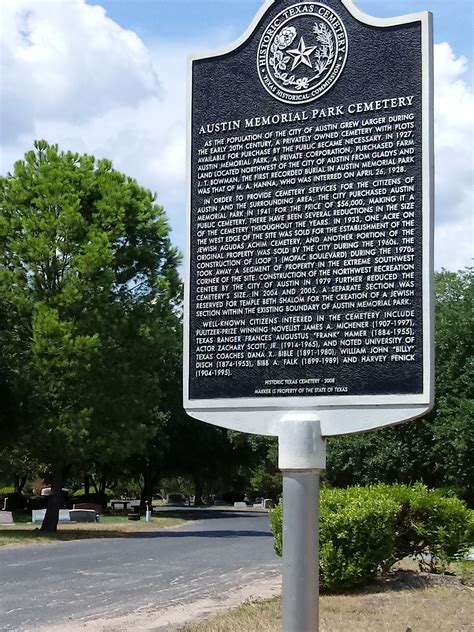 HISTORIC TEXAS CEMETERY
TEXAS HISTORICAL COMMISSION
AUSTIN MEMORIAL PARK CEMETERY
AS THE POPULATION OF THE CITY OF AUSTIN GREW LARGER DURING
THE EARLY 20TH CENTURY, A PRIVATELY OWNED CEMETERY WITH PLOTS
AVAILABLE FOR PURCHASE BY THE PUBLIC BECAME NECESSARY. IN 1927,
AUSTIN MEMORIAL PARK, A PRIVATE CORPORATION, PURCHASED FARM
LAND LOCATED NORTHWEST OF THE CITY OF AUSTIN FROM GLADYS AND
J. T. BOWMAN. THE FIRST RECORDED BURIAL IN AUSTIN MEMORIAL PARK
WAS THAT OF M. A. HANNA, WHO WAS INTERRED ON APRIL 26, 1928.
IN ORDER TO PROVIDE CEMETERY SERVICES FOR THE CITIZENS OF
AUSTIN AND THE SURROUNDING AREA, THE CITY PURCHASED AUSTIN
MEMORIAL PARK IN 1941 FOR THE PRICE OF $56,000, MAKING IT A
PUBLIC CEMETERY. THERE HAVE BEEN SEVERAL REDUCTIONS IN THE SIZE
OF THE CEMETERY THROUGHOUT THE YEARS. IN 1933, ONE ACRE ON
THE WEST EDGE OF THE SITE WAS SOLD FOR THE ESTABLISHMENT OF THE
JEWISH AGUDAS ACHIM CEMETERY, AND ANOTHER PORTION OF THE
ORIGINAL PROPERTY WAS SOLD BY THE CITY DURING THE 1960s. THE
CONSTRUCTION OF LOOP 1 (MOPAC BOULEVARD) DURING THE 1970s
TOOK AWAY A SEGMENT OF PROPERTY IN THE EXTREME SOUTHWEST
CORNER OF THE SITE. CONSTRUCTION OF THE NORTHWEST RECREATION
CENTER BY THE CITY OF AUSTIN IN 1979 FURTHER REDUCED THE
CEMETERY'S SIZE. IN 2004 AND 2005, A SEPARATE SECTION WAS
RESERVED FOR TEMPLE BETH SHALOM FOR THE CREATION OF A JEWISH
SECTION WITHIN THE EXISTING BOUNDARY OF AUSTIN MEMORIAL PARK.
WELL-KNOWN CITIZENS INTERRED IN THE CEMETERY INCLUDE
PULITZER-PRIZE WINNING NOVELIST JAMES A. MICHENER (1907-1997),
TEXAS RANGER FRANCIS AUGUSTUS "FRANK" HAMER (1884-1955),
ACTOR ZACHARY SCOTT, JR. (1914-1965), AND NOTED UNIVERSITY OF
TEXAS COACHES DANA X. BIBLE (1891-1980), WILLIAM JOHN "BILLY"
DISCH (1874-1953), BIBB A. FALK (1899-1989) AND HARVEY PENICK
(1904-1995).
HISTORIC TEXAS CEMETERY - 2008
MARKER IS PROPERTY OF THE STATE OF TEXAS